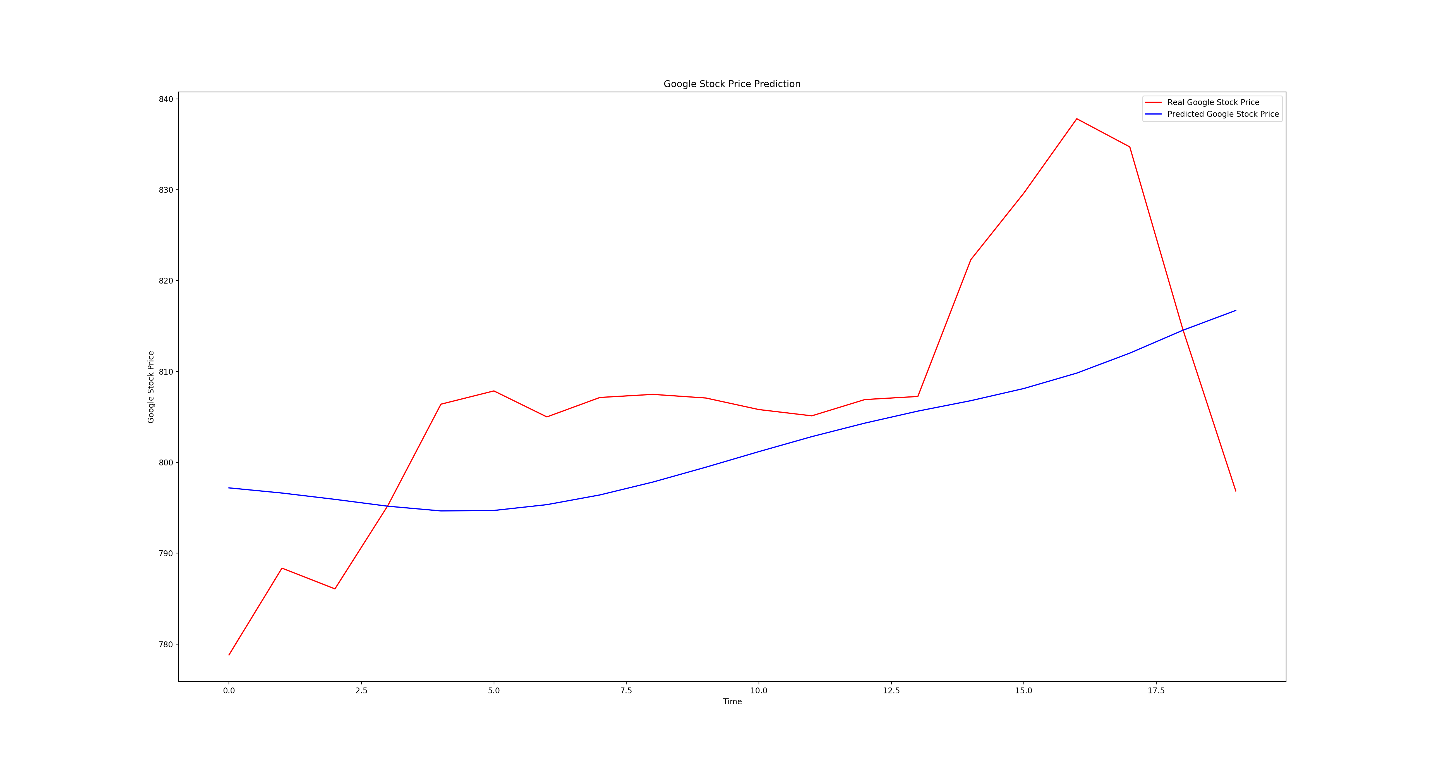 Google Stock Price Prediction
Real Google Stock Price
Predicted Google Stock Price
840
830
820
810
800
790
780
Google Stock Price
0.0 2.5 5.0 7.5 10.0 12.5 15.0 17.5
Time